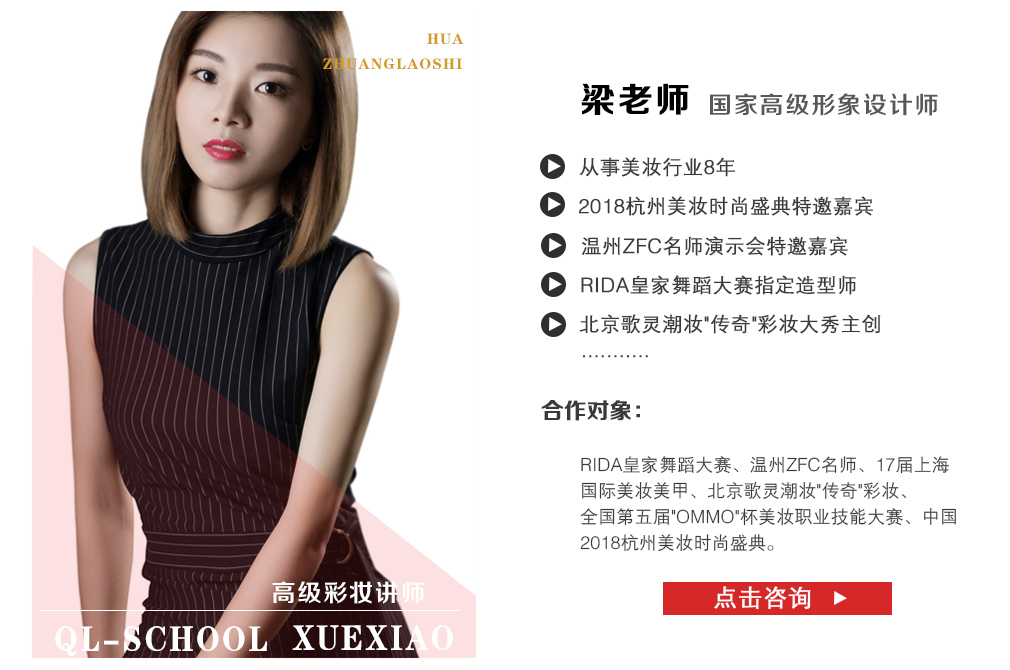 HUA
ZHUANGLAOSHI
高级彩妆讲师
QL-SCHOOL XUEXIAO
梁老师 国家高级形象设计师
从事美妆行业8年
2018杭州美妆时尚盛典特邀嘉宾
温州ZFC名师演示会特邀嘉宾
RIDA皇家舞蹈大赛指定造型师
北京歌灵潮妆"传奇"彩妆大秀主创
...........
合作对象：
RIDA皇家舞蹈大赛、温州ZFC名师、17届上海
国际美妆美甲、北京歌灵潮妆"传奇"彩妆、
全国第五届"OMMO"杯美妆职业技能大赛、中国
2018杭州美妆时尚盛典。
点击咨询